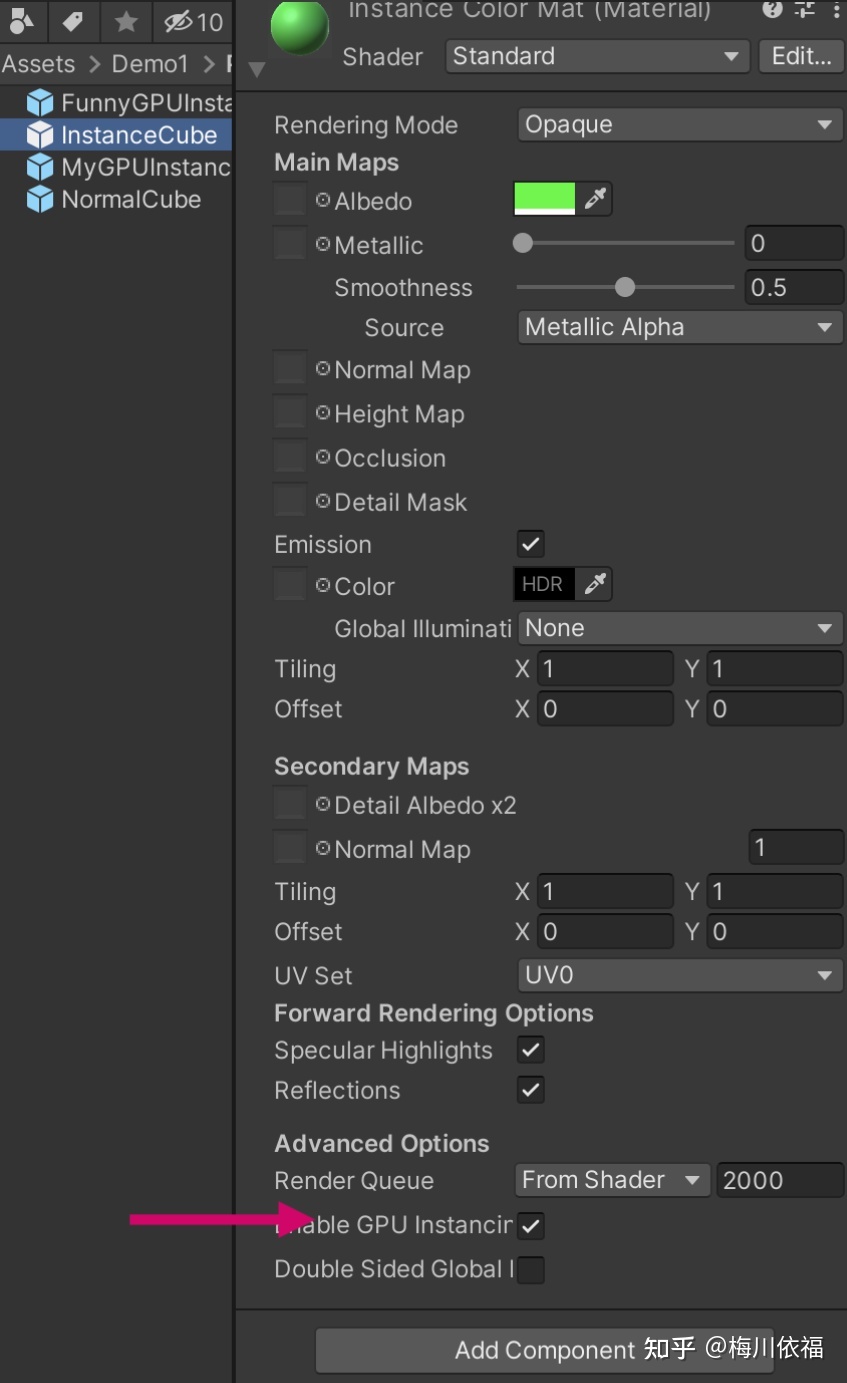 Instance Color Mat (Material)
10
Shader Standard Edit...
Assets > Demo1 >
FunnyGPUInsta
InstanceCube
MyGPUInstanc
NormalCube
Rendering Mode Opaque
Main Maps
Albedo
Metallic 0
Smoothness 0.5
Source Metallic Alpha
Normal Map
Height Map
Occlusion
Detail Mask
Emission
Color HDR
Global Illuminati None
Tiling X 1 Y 1
Offset X 0 Y 0
Secondary Maps
Detail Albedo x2
Normal Map 1
Tiling X 1 Y 1
Offset X 0 Y 0
UV Set UV0
Forward Rendering Options
Specular Highlights
Reflections
Advanced Options
Render Queue From Shader 2000
Enable GPU Instancin
Double Sided Global I
Add Component
知乎 @梅川依福